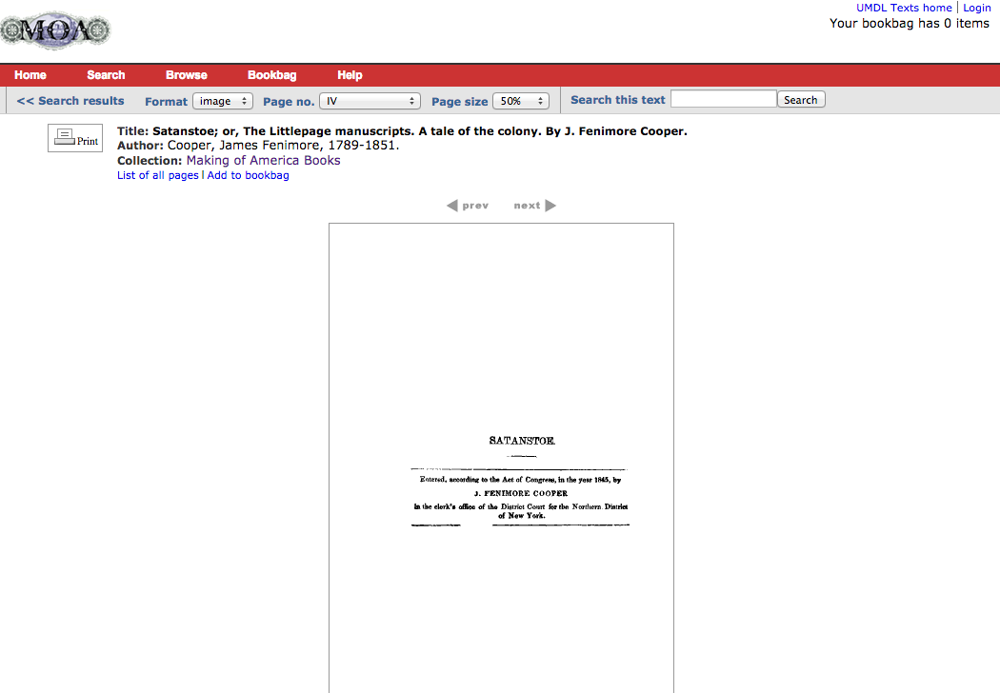 UMDL Texts home | Login
MOA
Your bookbag has 0 items
Home Search Browse Bookbag Help
<< Search results Format image Page no. IV Page size 50% Search this text Search
Print
Title: Satanstoe; or, The Littlepage manuscripts. A tale of the colony. By J. Fenimore Cooper.
Author: Cooper, James Fenimore, 1789-1851.
Collection: Making of America Books
List of all pages | Add to bookbag
prev next
SATANSTOE.
Entered, according to the Act of Congress, in the year 1845, by
J. FENIMORE COOPER
in the clerk's office of the District Court for the Northern District
of New York.